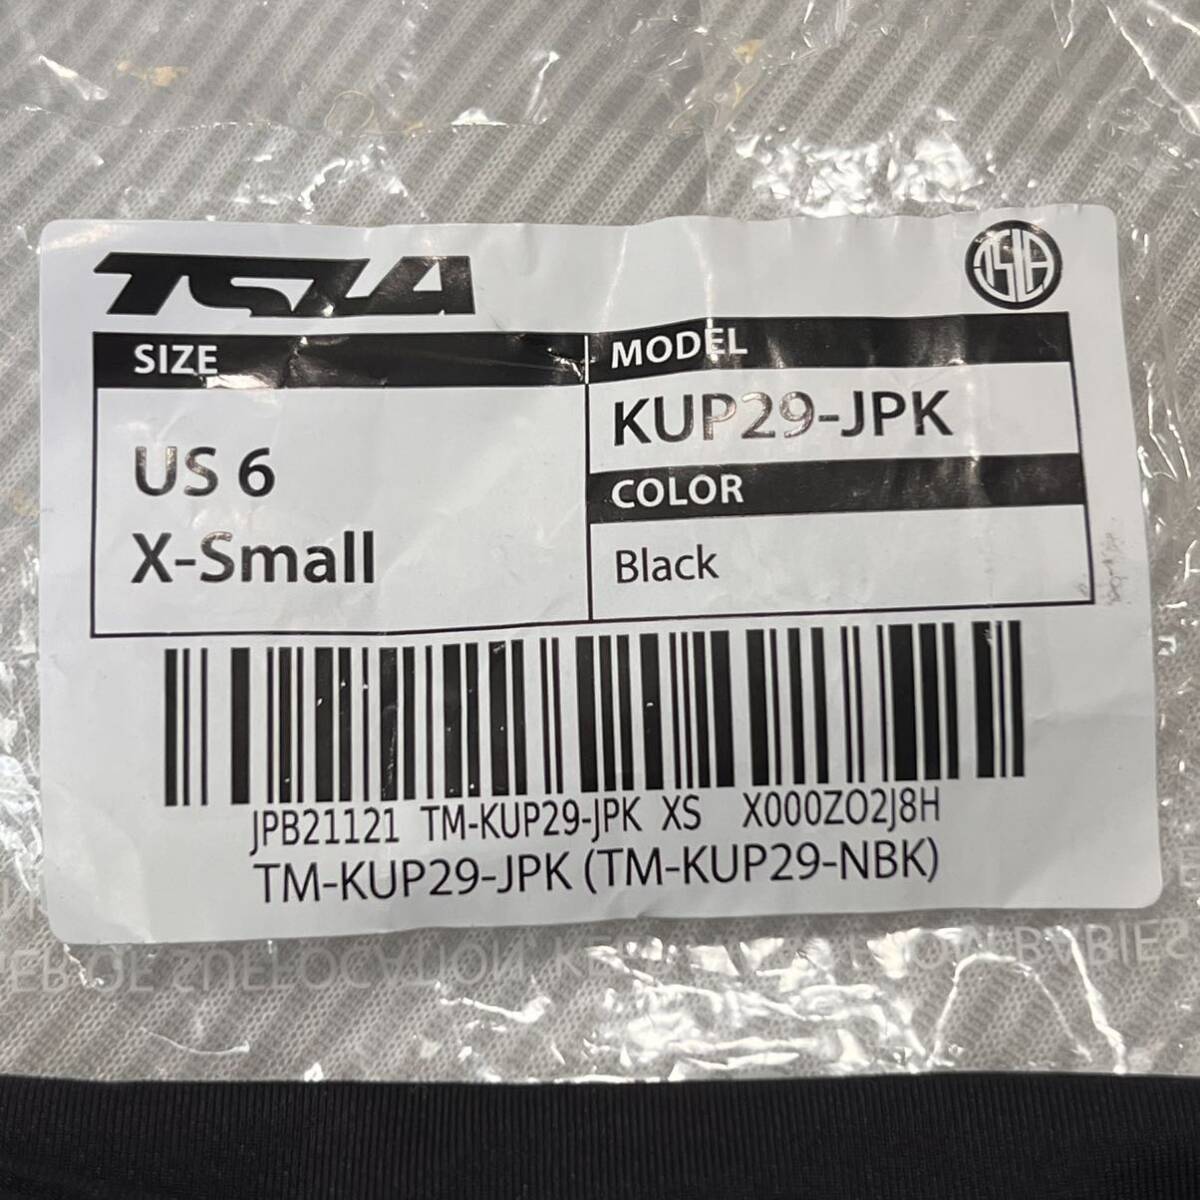 TSLA
TSLA
SIZE
MODEL
US 6
X-Small
KUP29-JPK
COLOR
Black
JPB21121 TM-KUP29-JPK XS X000ZO2J8H
TM-KUP29-JPK (TM-KUP29-NBK)